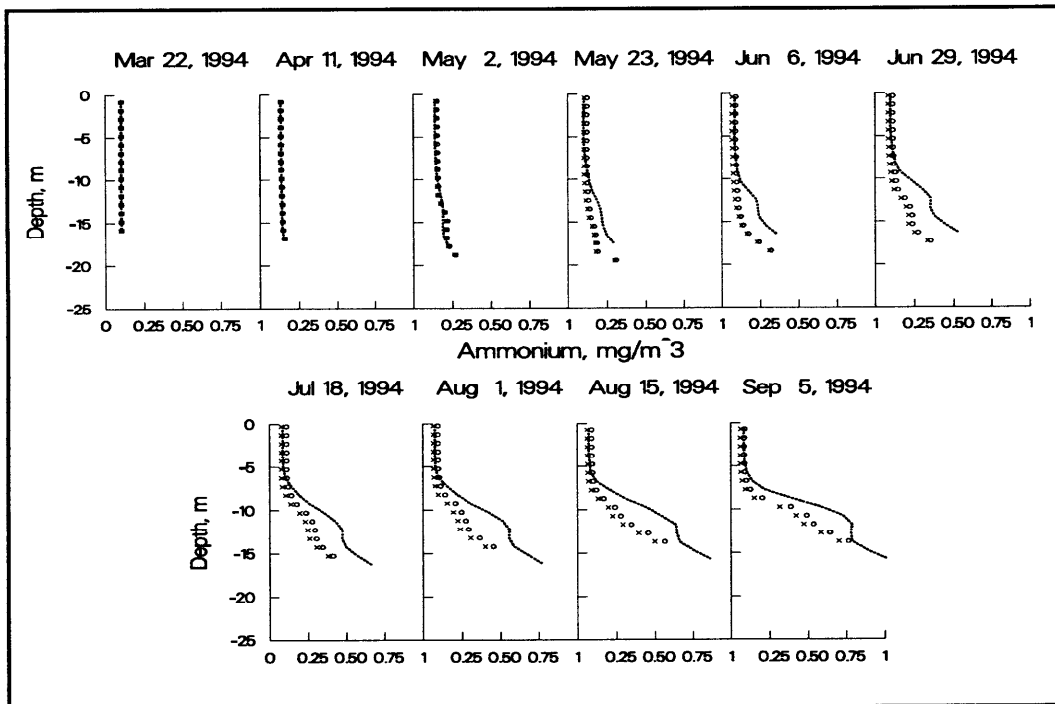 Mar 22, 1994 Apr 11, 1994 May 2, 1994 May 23, 1994 Jun 6, 1994 Jun 29, 1994
0
-5
-10
-15
-20
-25
Depth, m
0 0.25 0.50 0.75 1 0.25 0.50 0.75 1 0.25 0.50 0.75 1 0.25 0.50 0.75 1 0.25 0.50 0.75 1 0.25 0.50 0.75 1
Ammonium, mg/m^3
Jul 18, 1994 Aug 1, 1994 Aug 15, 1994 Sep 5, 1994
0
-5
-10
-15
-20
-25
Depth, m
0 0.25 0.50 0.75 1 0.25 0.50 0.75 1 0.25 0.50 0.75 1 0.25 0.50 0.75 1